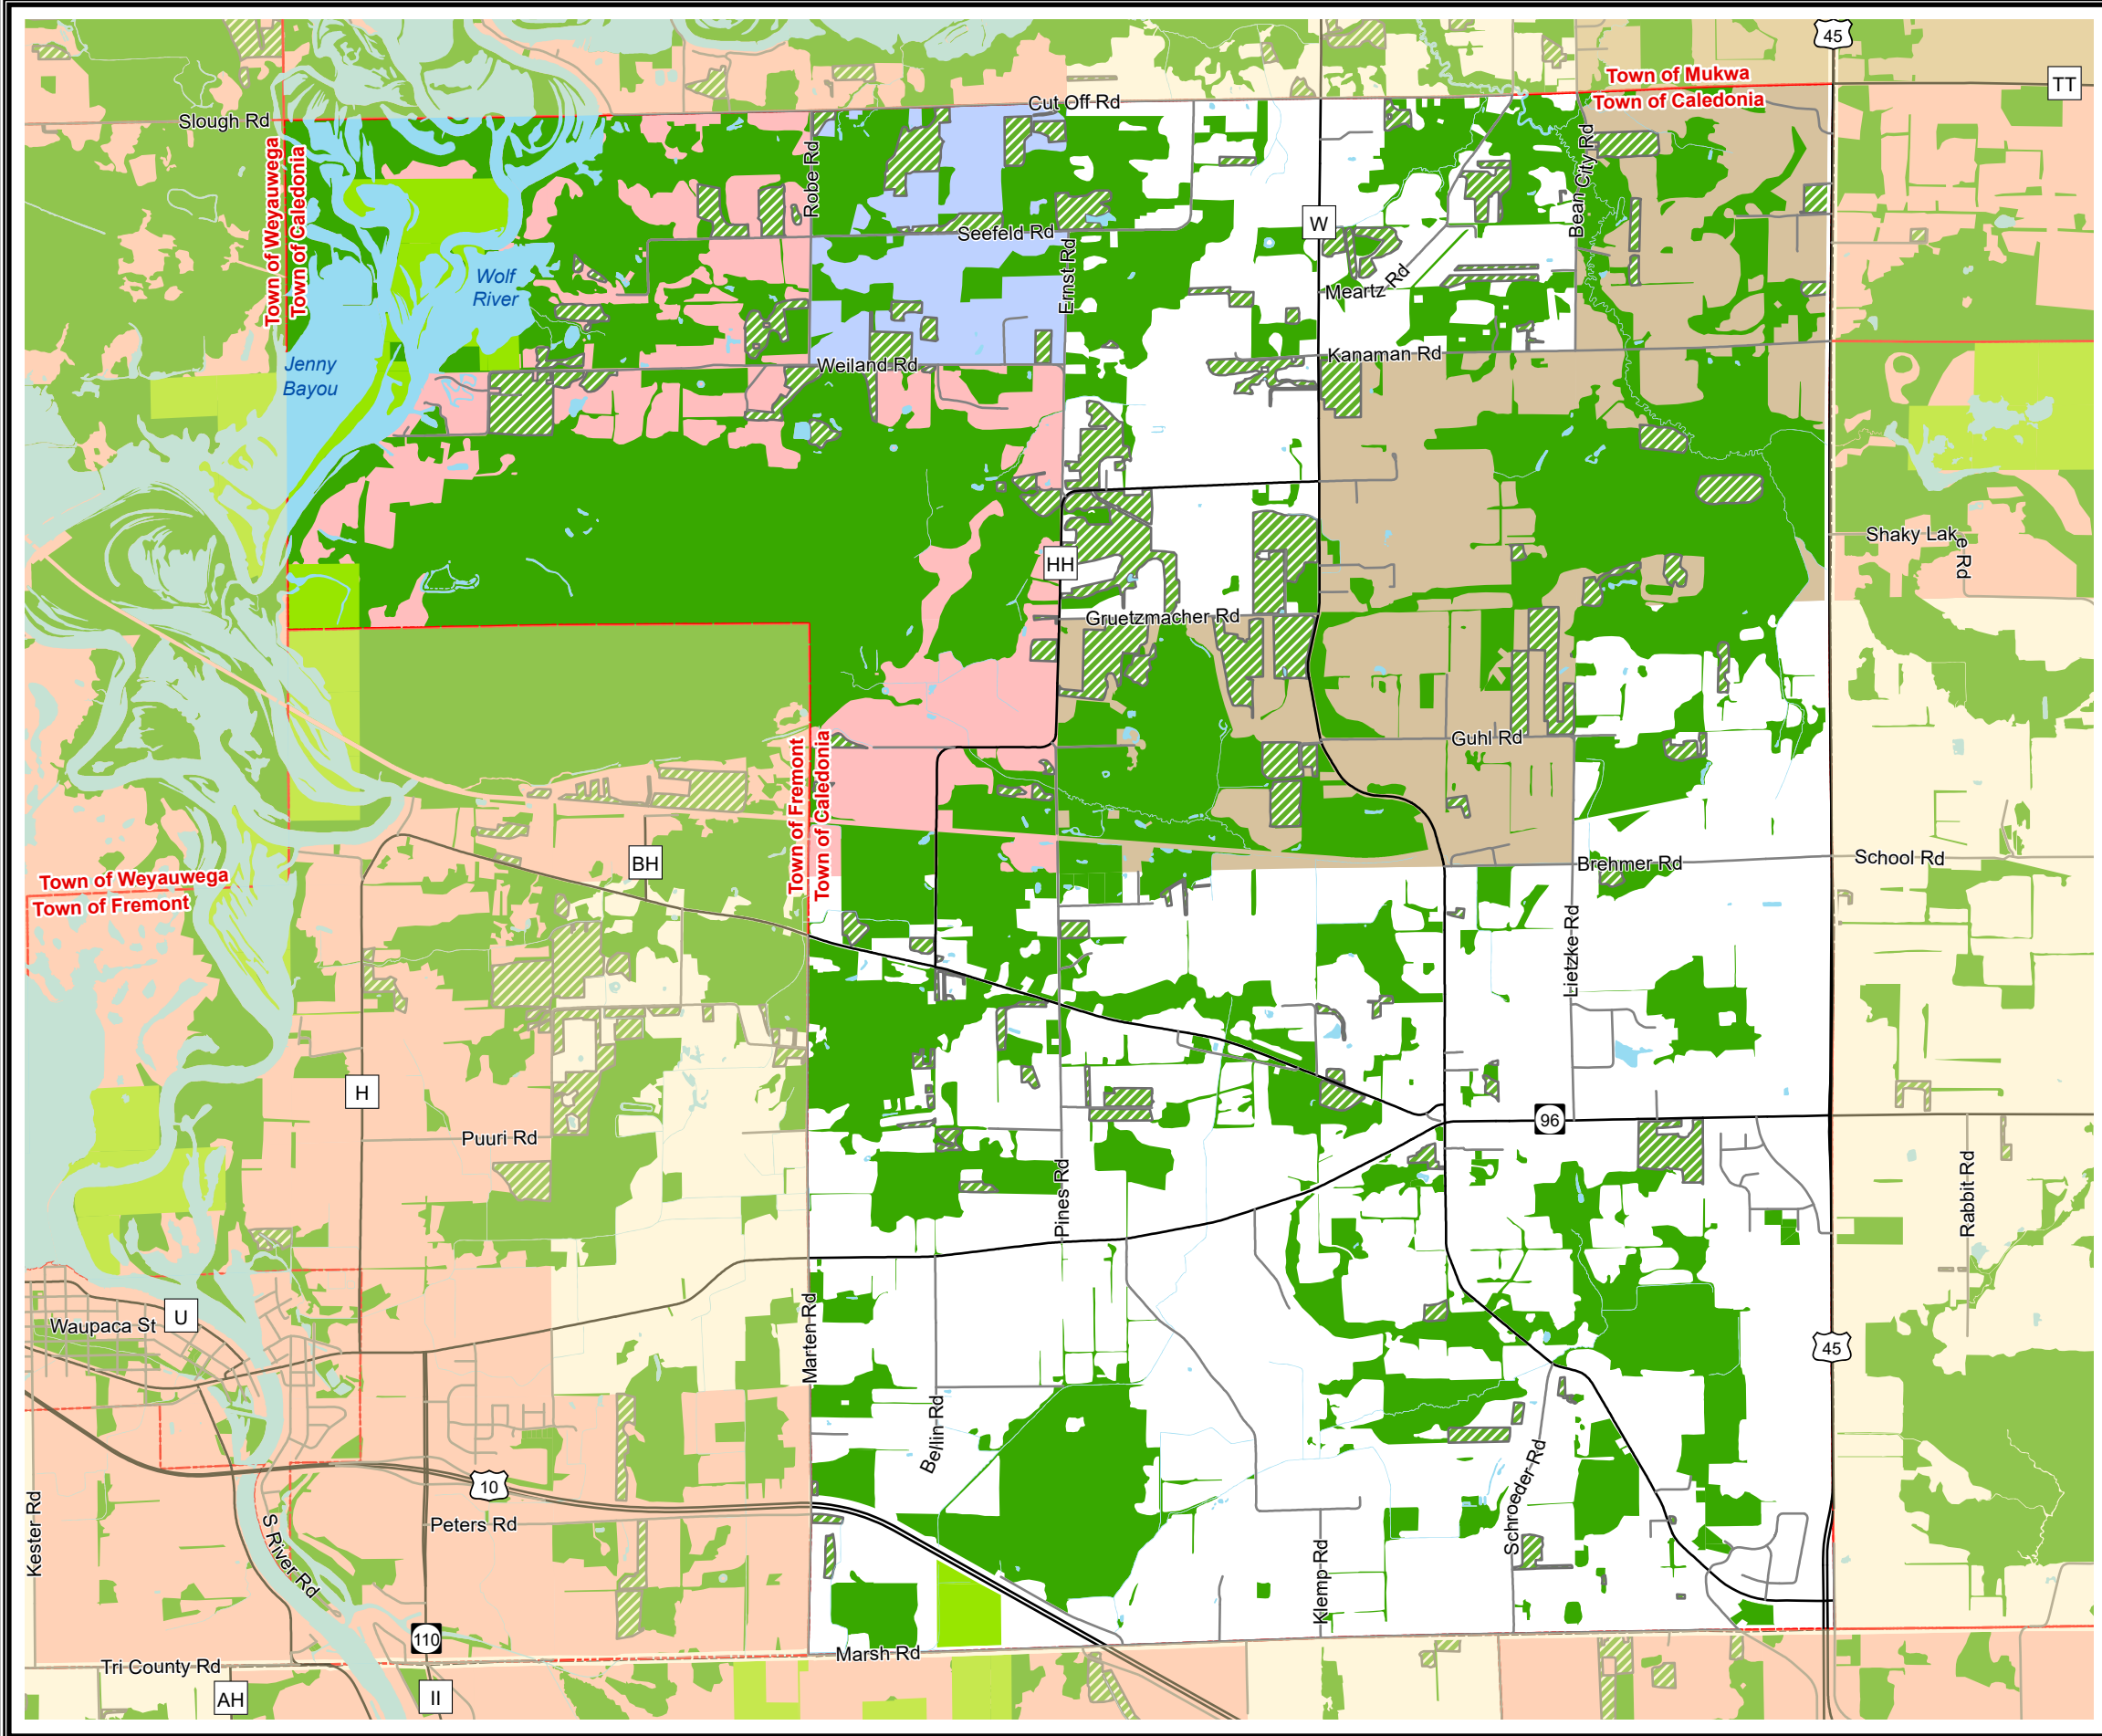 45
Town of Mukwa
TT
Cut Off Rd
Town of Caledonia
Slough Rd
Town of Weyauwega
Town of Caledonia
Robe Rd
Bean City Rd
W
Seefeld Rd
Ernst Rd
Wolf
River
Meartz Rd
Kanaman Rd
Jenny
Bayou
Weiland Rd
Shaky Lake Rd
HH
Gruetzmacher Rd
Guhl Rd
Town of Fremont
Town of Caledonia
BH
School Rd
Brehmer Rd
Town of Weyauwega
Town of Fremont
Lietzke Rd
H
96
Puuri Rd
Pines Rd
Rabbit Rd
U
Waupaca St
Marten Rd
45
Bellin Rd
Schroeder Rd
10
Peters Rd
Kester Rd
S River Rd
Klemp Rd
110
Marsh Rd
Tri County Rd
AH
II